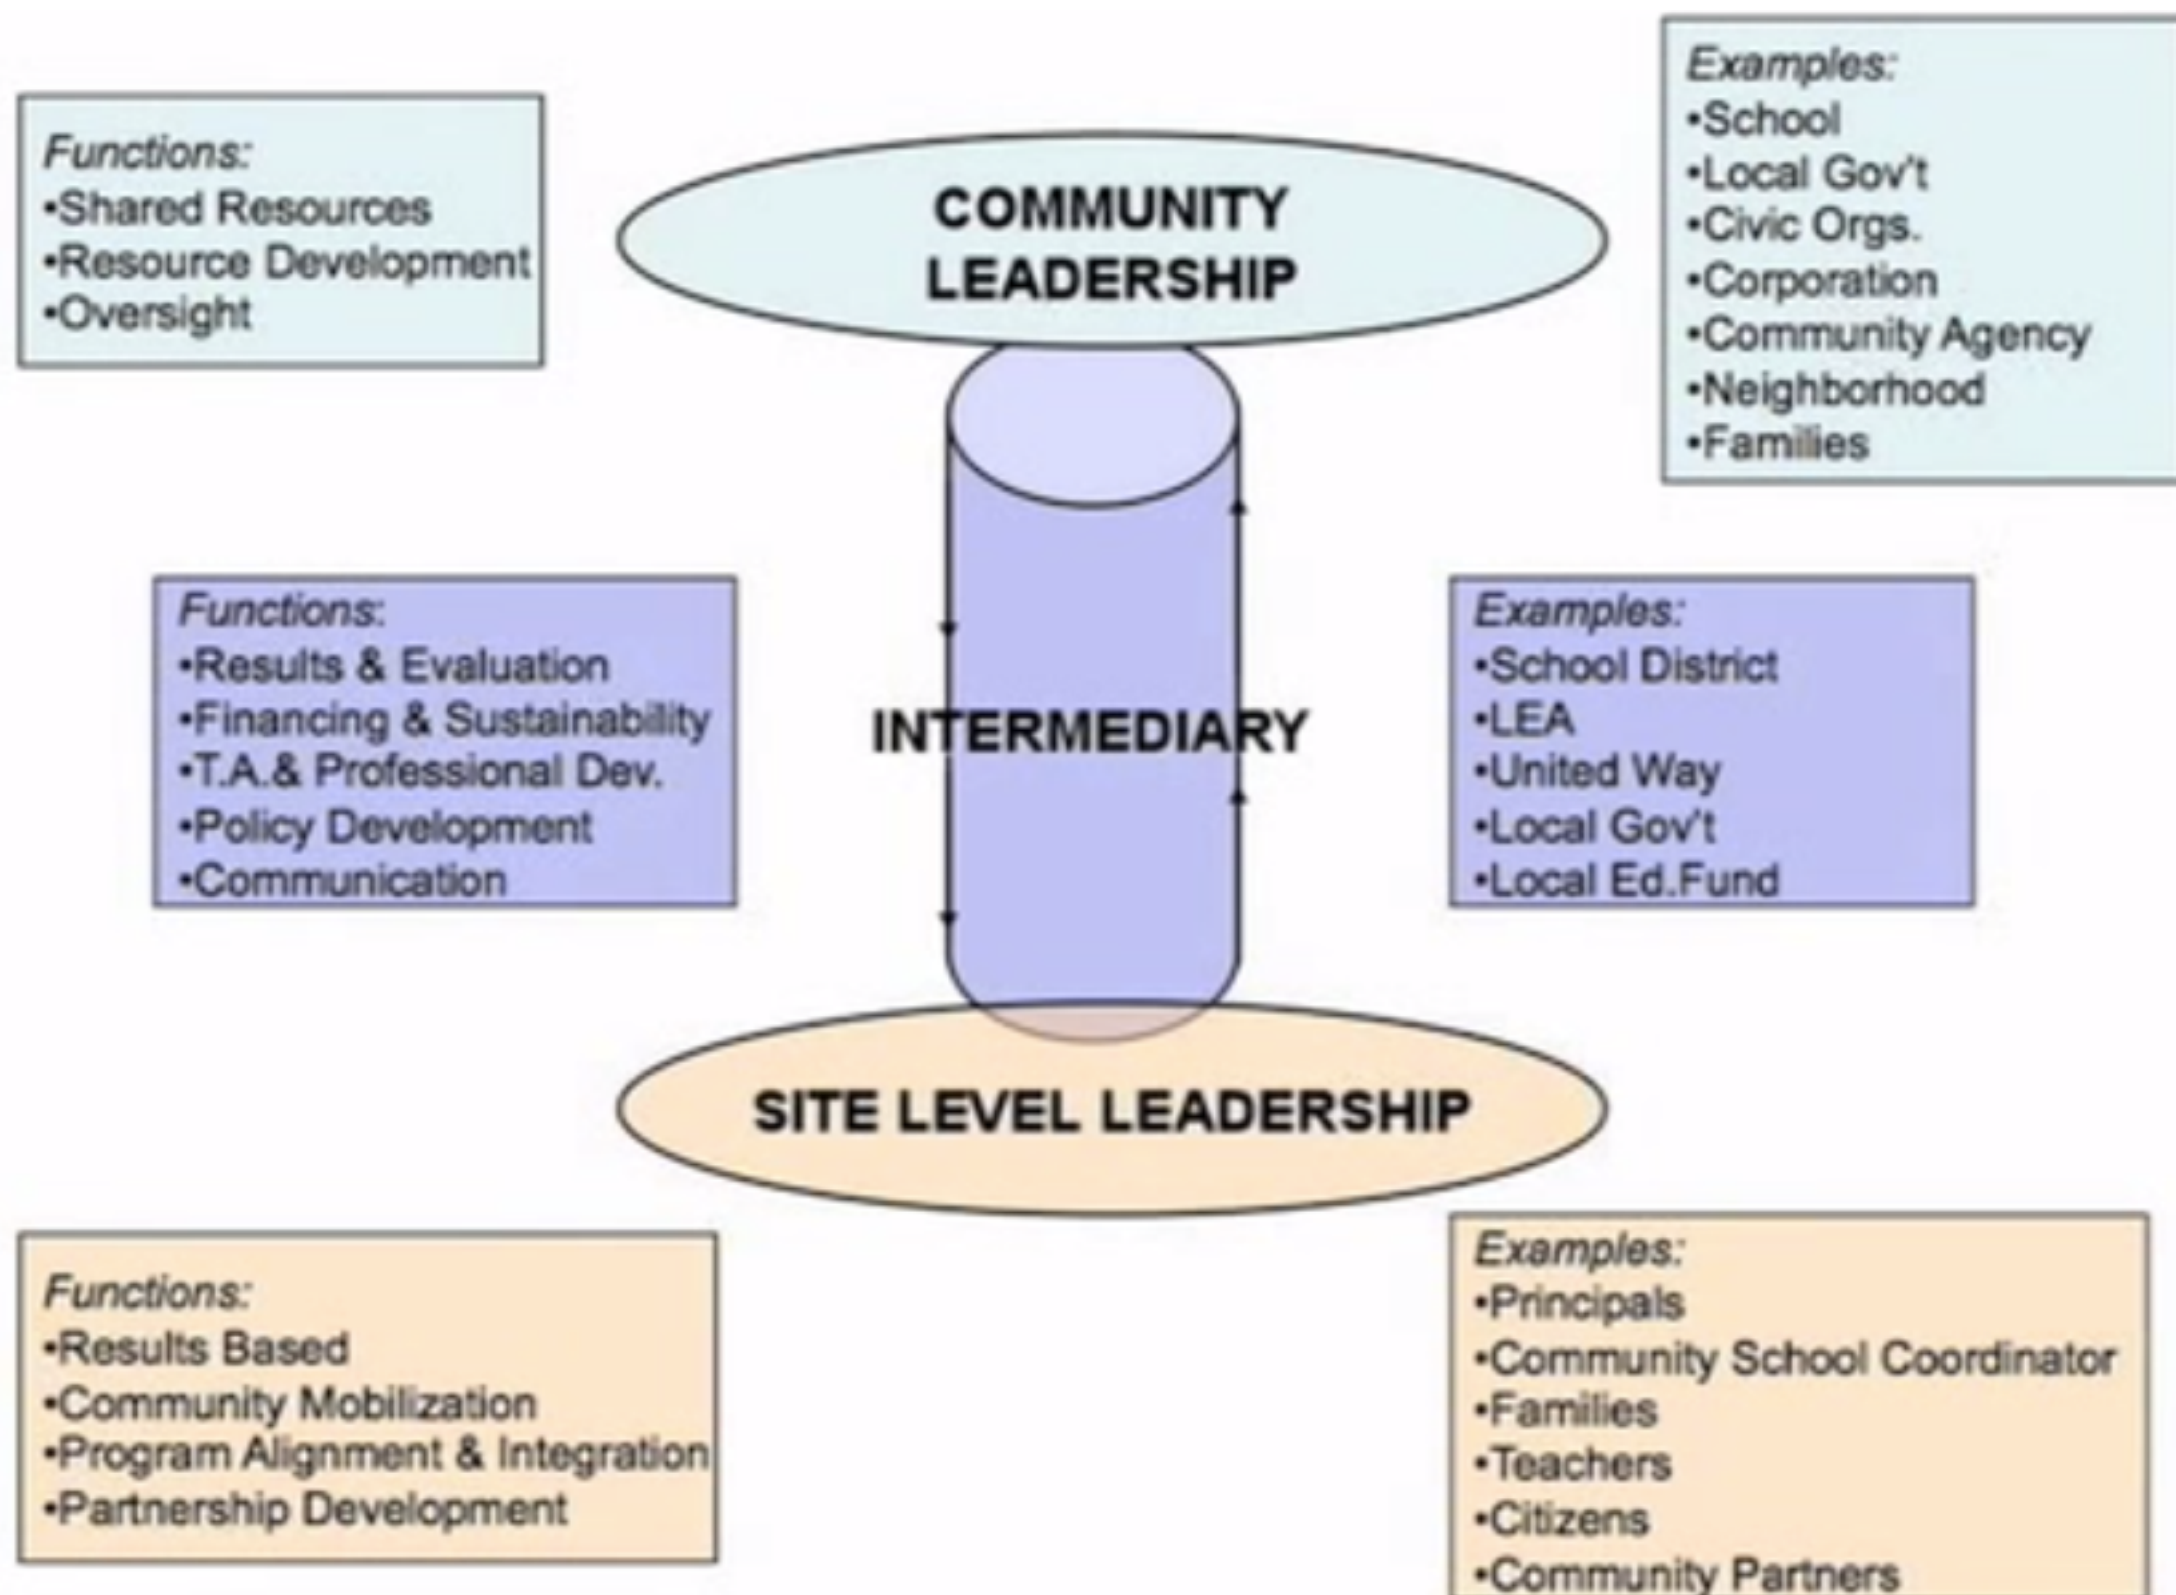 Functions:
•Shared Resources
•Resource Development
•Oversight
COMMUNITY
LEADERSHIP
Examples:
•School
•Local Gov't
•Civic Orgs.
•Corporation
•Community Agency
•Neighborhood
•Families
Functions:
•Results & Evaluation
•Financing & Sustainability
•T.A.& Professional Dev.
•Policy Development
•Communication
INTERMEDIARY
Examples:
•School District
•LEA
•United Way
•Local Gov't
•Local Ed.Fund
SITE LEVEL LEADERSHIP
Functions:
•Results Based
•Community Mobilization
•Program Alignment & Integration
•Partnership Development
Examples:
•Principals
•Community School Coordinator
•Families
•Teachers
•Citizens
•Community Partners